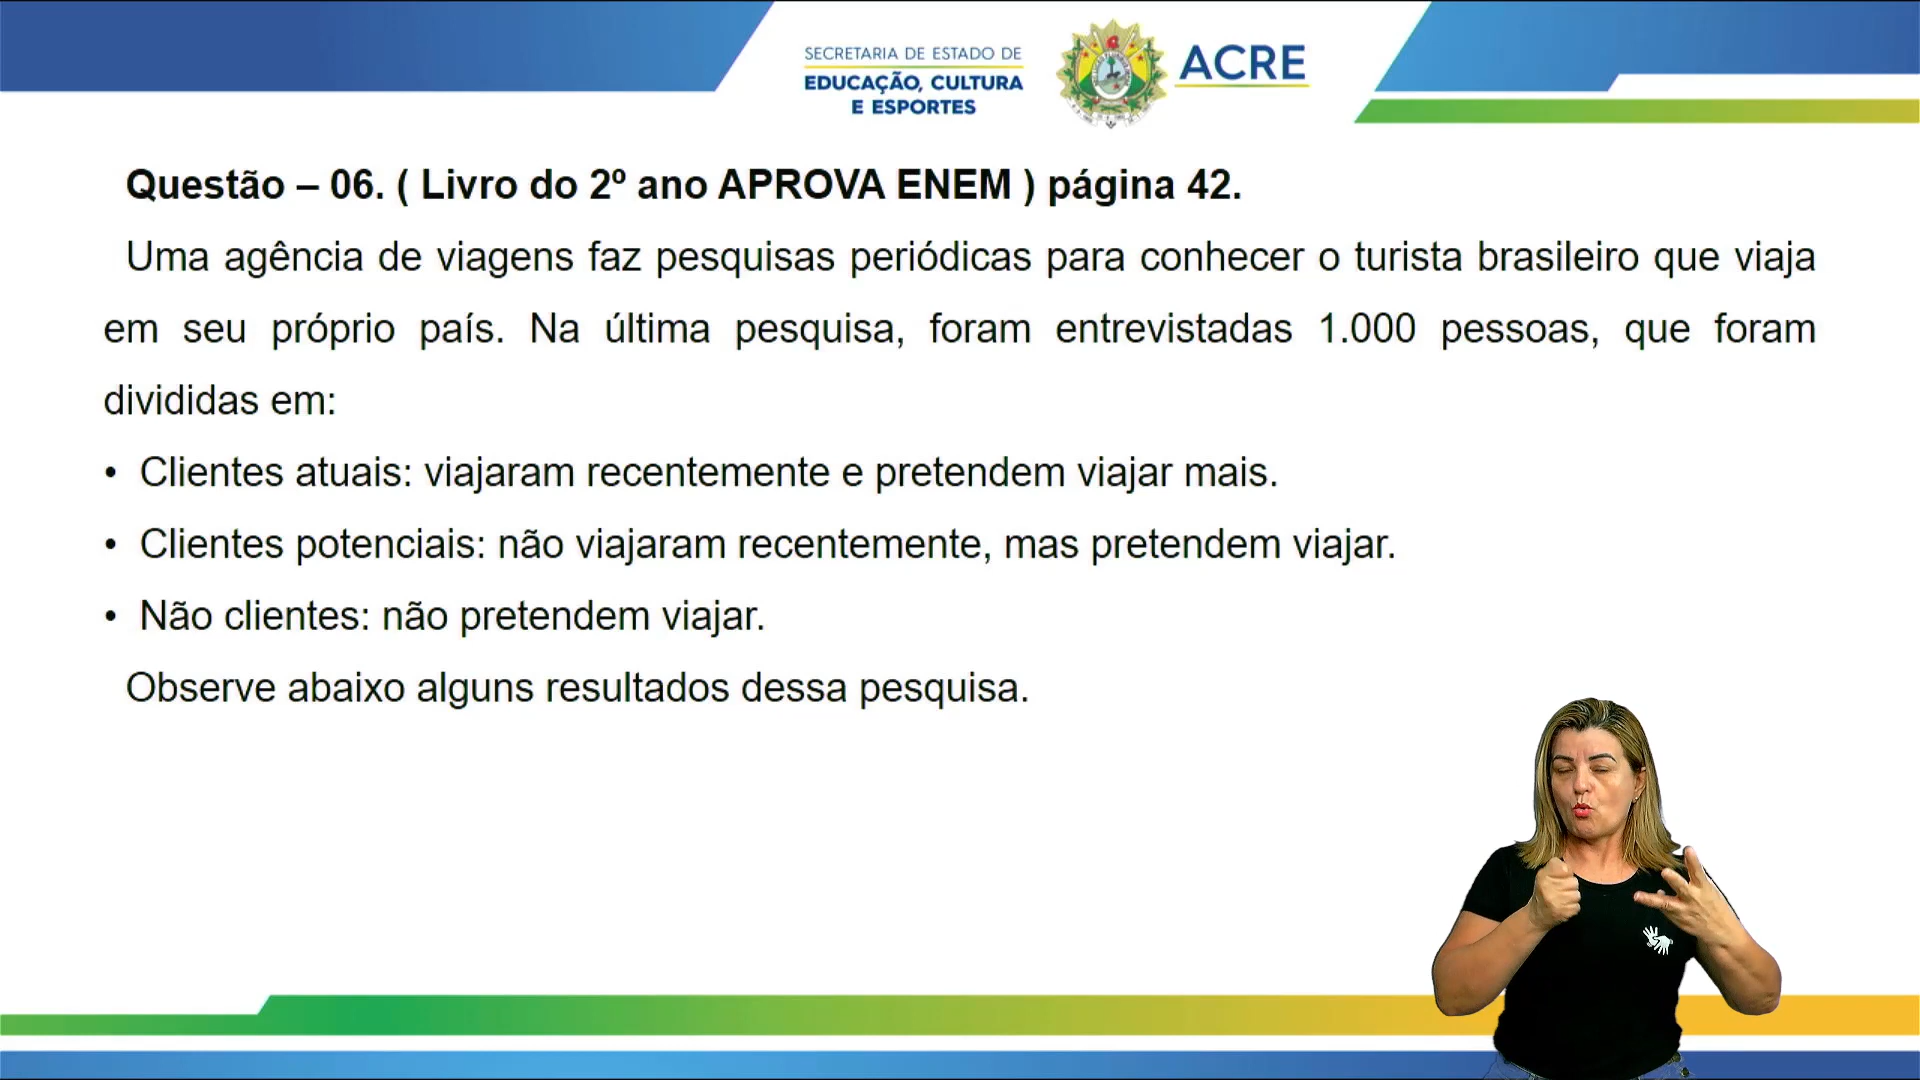 SECRETARIA DE ESTADO DE
EDUCAÇÃO, CULTURA
E ESPORTES
ACRE
Questão – 06. ( Livro do 2º ano APROVA ENEM ) página 42.
Uma agência de viagens faz pesquisas periódicas para conhecer o turista brasileiro que viaja
em seu próprio país. Na última pesquisa, foram entrevistadas 1.000 pessoas, que foram
divididas em:
• Clientes atuais: viajaram recentemente e pretendem viajar mais.
• Clientes potenciais: não viajaram recentemente, mas pretendem viajar.
• Não clientes: não pretendem viajar.
Observe abaixo alguns resultados dessa pesquisa.